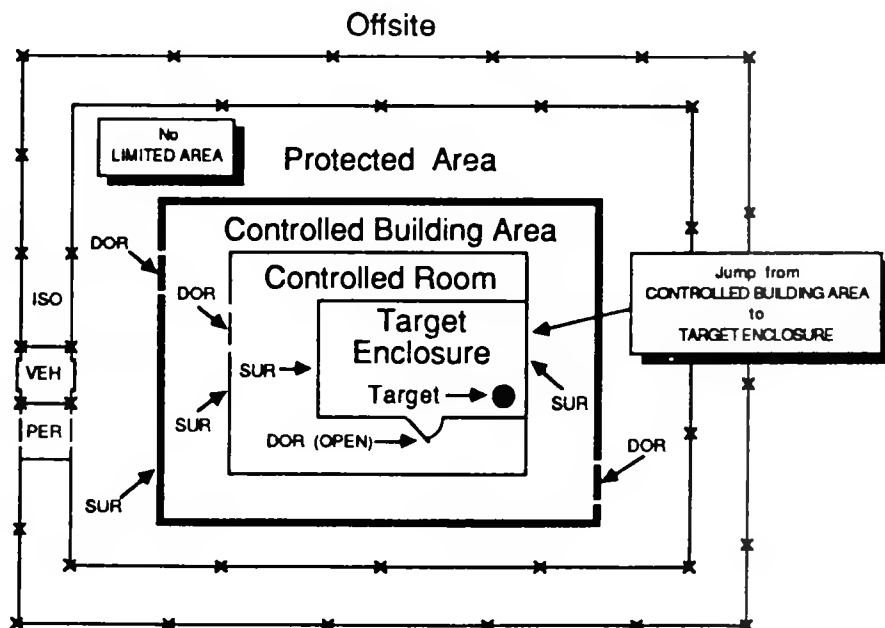 Offsite
No
LIMITED AREA
Protected Area
Controlled Building Area
DOR
Controlled Room
Jump from
CONTROLLED BUILDING AREA
to
TARGET ENCLOSURE
ISO
DOR
Target
Enclosure
SUR
VEH
Target
SUR
SUR
PER
DOR (OPEN)
DOR
SUR